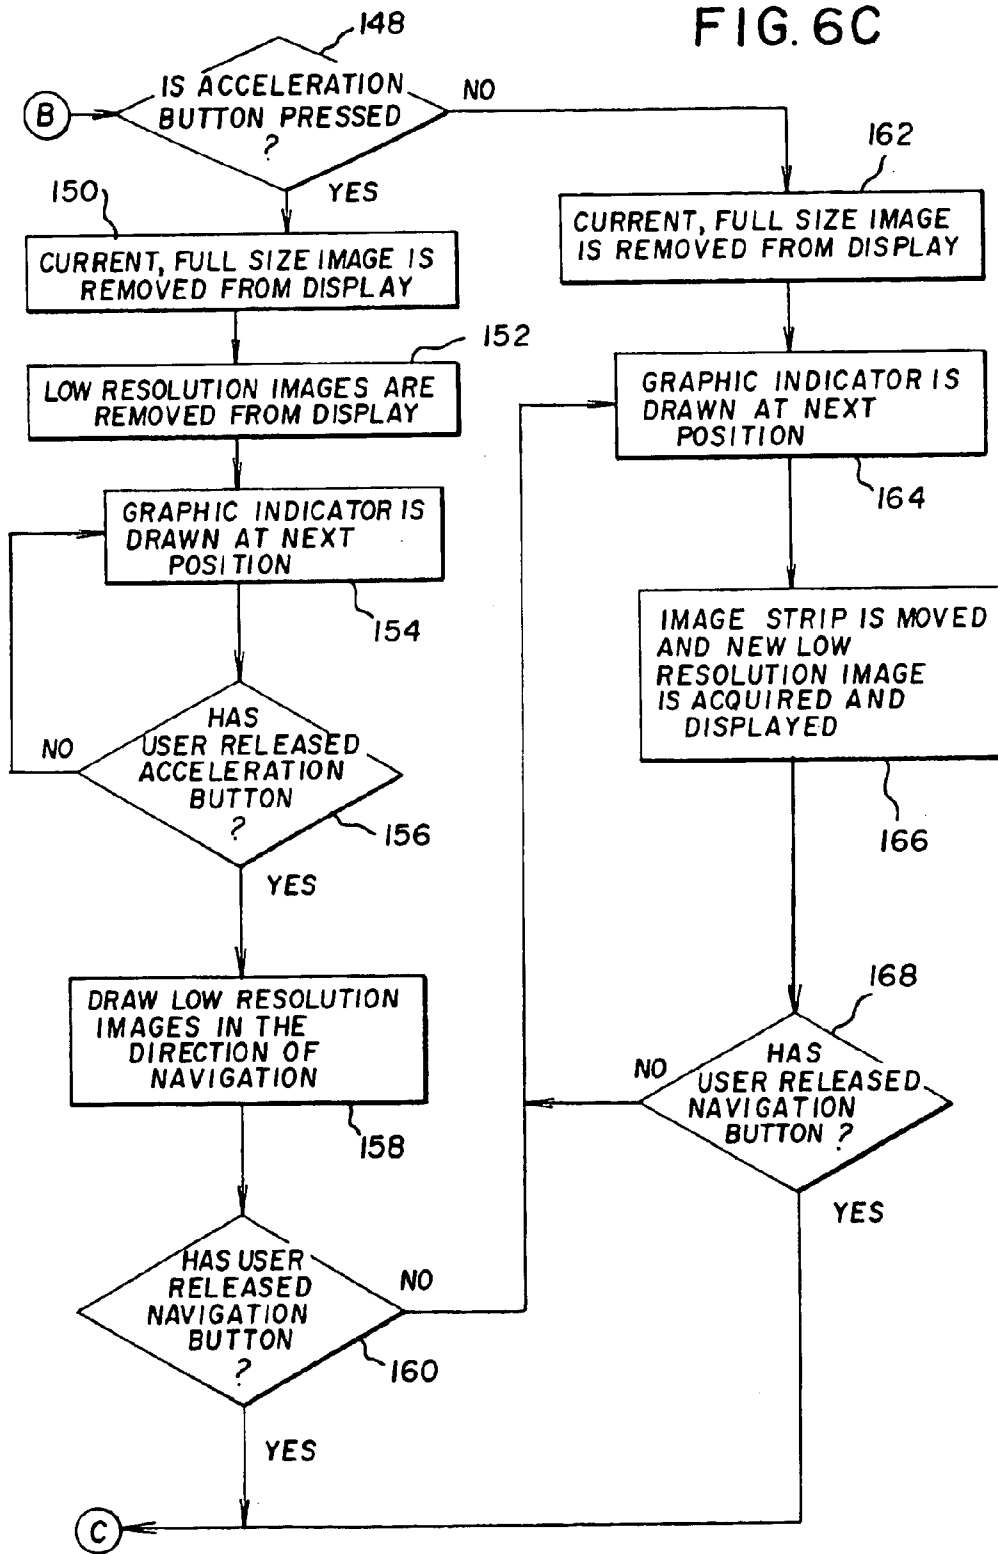 FIG. 6C
148
B
IS ACCELERATION
BUTTON PRESSED
?
NO
YES
150
CURRENT, FULL SIZE IMAGE IS
REMOVED FROM DISPLAY
152
LOW RESOLUTION IMAGES ARE
REMOVED FROM DISPLAY
GRAPHIC INDICATOR IS
DRAWN AT NEXT
POSITION
154
HAS
USER RELEASED
ACCELERATION
BUTTON
?
NO
156
YES
DRAW LOW RESOLUTION
IMAGES IN THE
DIRECTION OF
NAVIGATION
158
HAS USER
RELEASED
NAVIGATION
BUTTON
?
NO
160
YES
C
162
CURRENT, FULL SIZE IMAGE
IS REMOVED FROM DISPLAY
GRAPHIC INDICATOR IS
DRAWN AT NEXT
POSITION
164
IMAGE STRIP IS MOVED
AND NEW LOW
RESOLUTION IMAGE
IS ACQUIRED AND
DISPLAYED
166
168
HAS
USER RELEASED
NAVIGATION
BUTTON ?
NO
YES